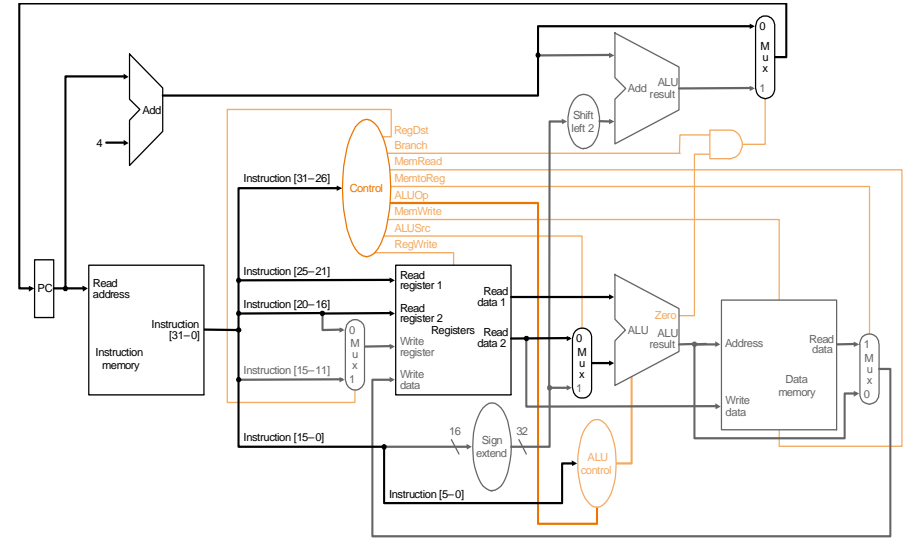 0
M
u
x
1
Add
ALU
result
Add
Shift
left 2
4
RegDst
Branch
MemRead
MemtoReg
ALUOp
MemWrite
ALUSrc
RegWrite
Control
Instruction [31–26]
Instruction [25–21]
Instruction [20–16]
Instruction [15–11]
Instruction [15–0]
Instruction [5–0]
PC
Read
address
Instruction
[31–0]
Instruction
memory
0
M
u
x
1
Read
register 1
Read
register 2
Registers
Write
register
Write
data
Read
data 1
Read
data 2
0
M
u
x
1
Zero
ALU
ALU
result
Address
Read
data
Data
memory
Write
data
1
M
u
x
0
16
Sign
extend
32
ALU
control